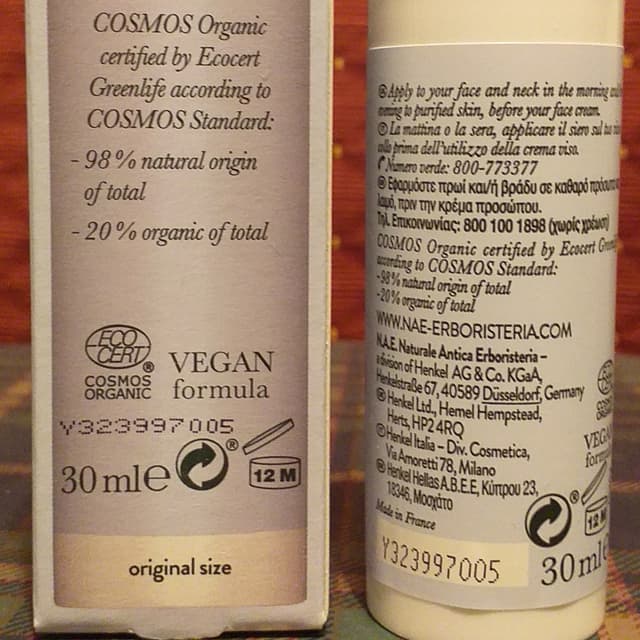 COSMOS Organic
certified by Ecocert
Greenlife according to
COSMOS Standard:
- 98% natural origin
of total
- 20% organic of total
ECO
CERT
®
COSMOS
ORGANIC
VEGAN
formula
Y323997005
30 ml e
®
12 M
original size
Apply to your face and neck in the morning
evening to purified skin, before your face cream.
La mattina o la sera, applicare il siero sul tuo
collo prima dell'utilizzo della crema viso.
Numero verde: 800-773377
Εφαρμόστε πρωί και/ή βράδυ σε καθαρό
λαιμό, πριν την κρέμα προσώπου.
Τηλ. Επικοινωνίας: 800 100 1898 (χωρίς χρέωση)
COSMOS Organic certified by Ecocert
according to COSMOS Standard:
-98% natural origin of total
-20% organic of total
WWW.NAE-ERBORISTERIA.COM
N.A.E. Naturale Antica Erboristeria –
a division of Henkel AG & Co. KGaA,
Henkelstraße 67, 40589 Düsseldorf, Germany
Henkel Ltd., Hemel Hempstead,
Herts, HP2 4RQ
Henkel Italia – Div. Cosmetica,
Via Amoretti 78, Milano
Henkel Hellas A.B.E.E, Κύπρου 23,
18346, Μοσχάτο
Made in France
VEGAN
®
12 M
Y323997005
30 ml